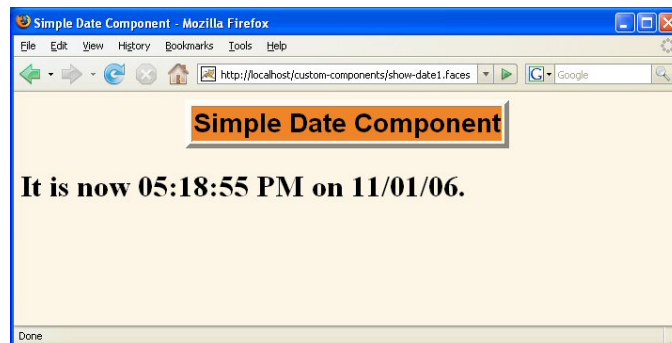 Simple Date Component - Mozilla Firefox
File Edit View History Bookmarks Tools Help
http://localhost/custom-components/show-date1.faces G Google
Simple Date Component
It is now 05:18:55 PM on 11/01/06.
Done